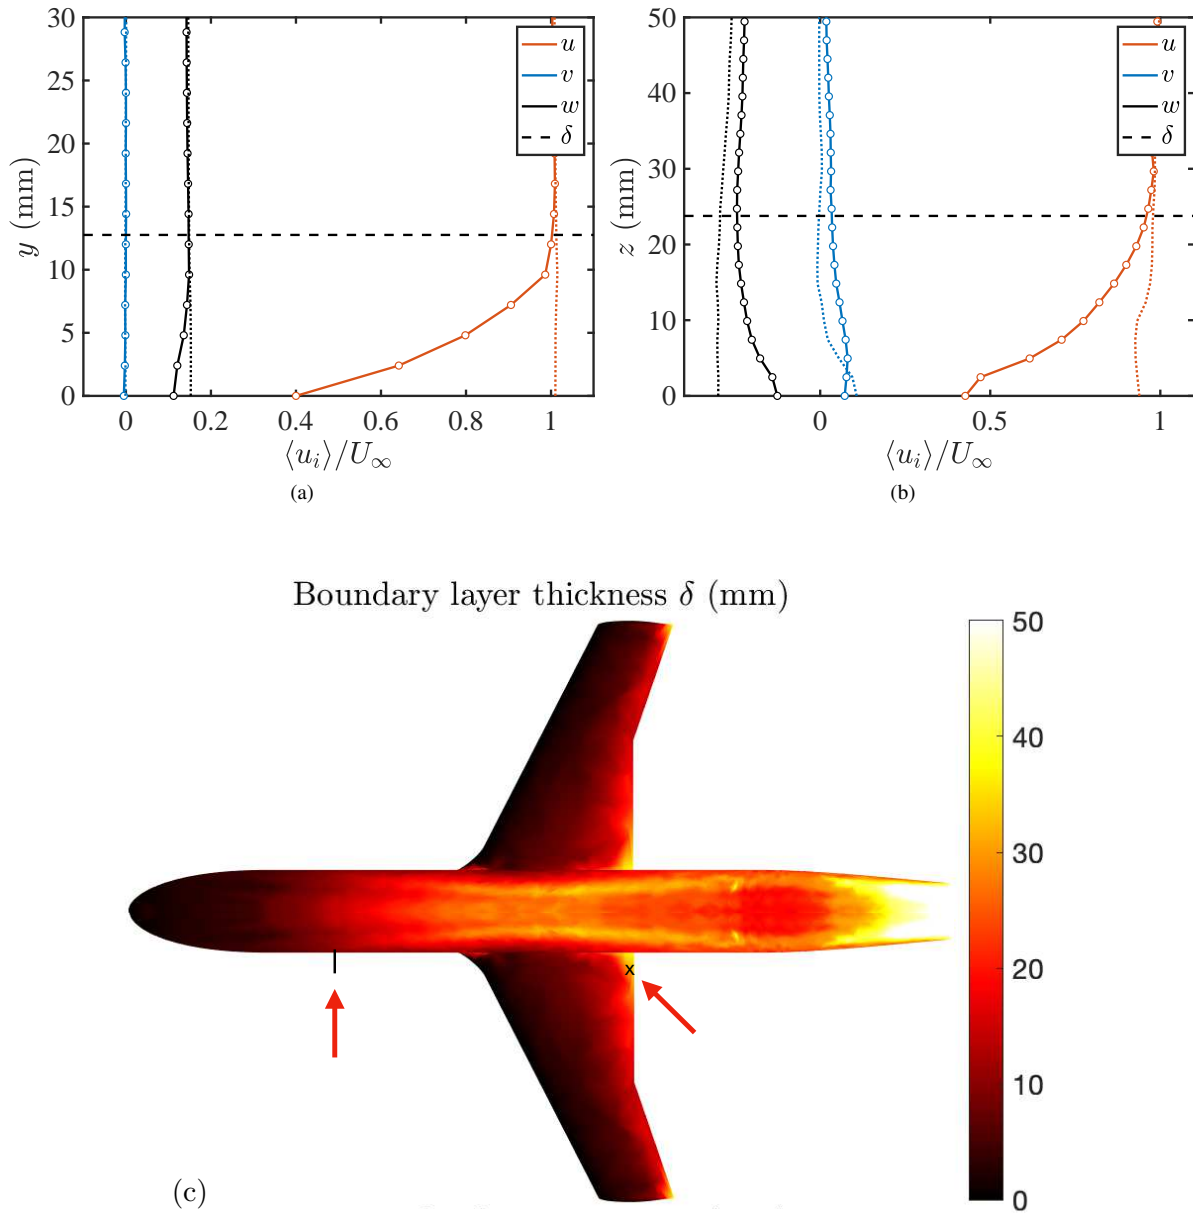 30
25
20
15
10
5
0
y (mm)
0 0.2 0.4 0.6 0.8 1
⟨u_i⟩/U_∞
u
v
w
δ
(a)
50
40
30
20
10
0
z (mm)
0 0.5 1
⟨u_i⟩/U_∞
u
v
w
δ
(b)
Boundary layer thickness δ (mm)
50
40
30
20
10
0
x
(c)